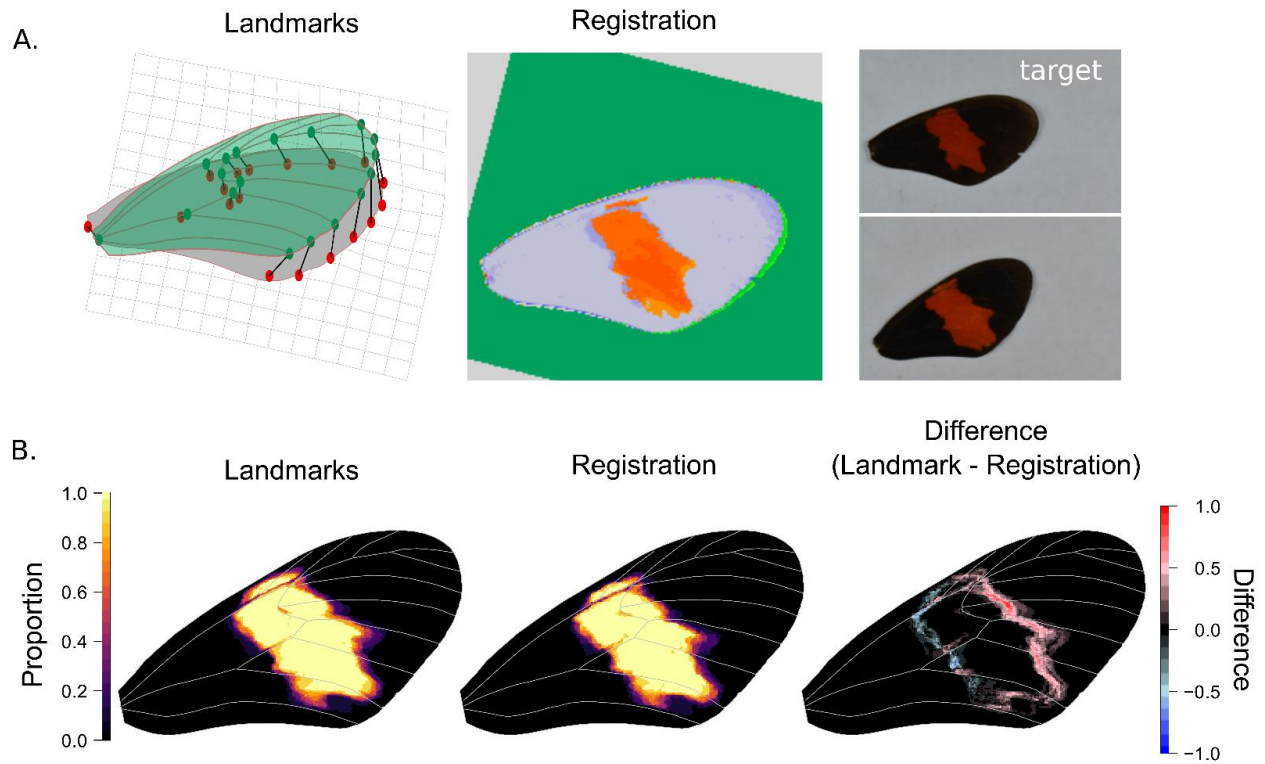 A.
Landmarks
Registration
target
B.
Landmarks
Registration
Difference
(Landmark - Registration)
Proportion
1.0
0.8
0.6
0.4
0.2
0.0
1.0
0.5
0.0
−0.5
−1.0
Difference